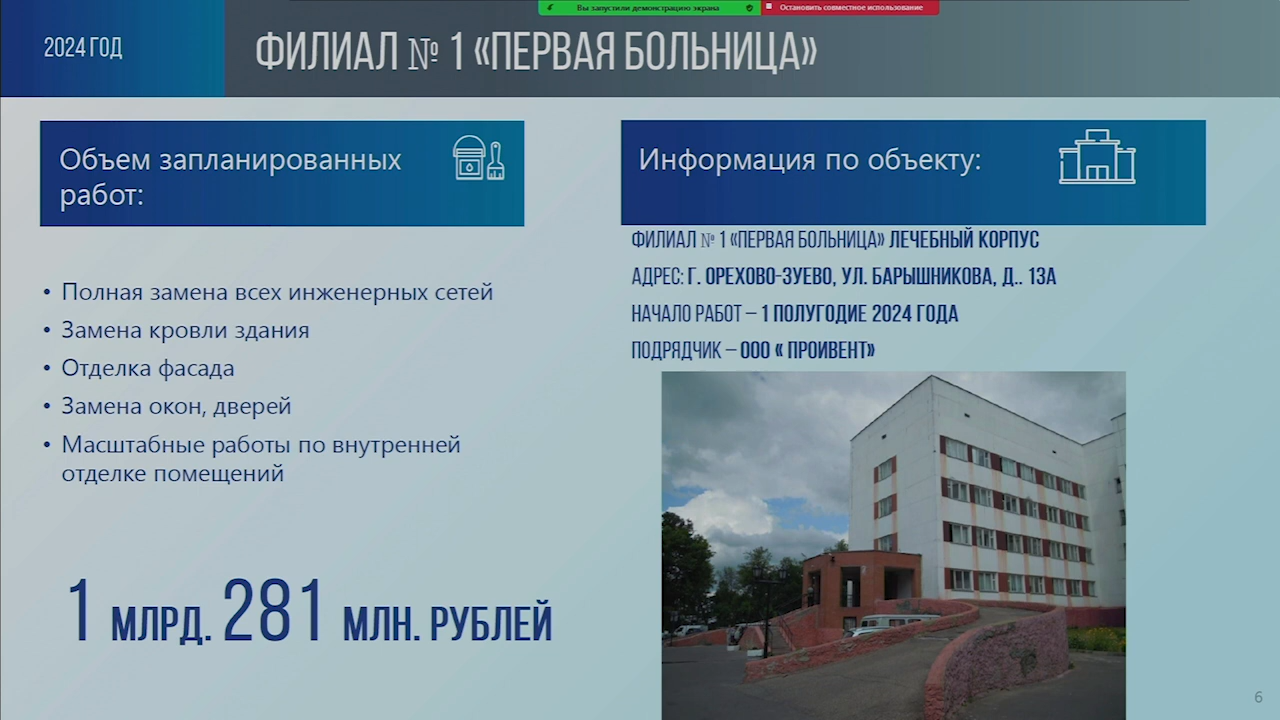 Вы запустили демонстрацию экрана
Остановить совместное использование
2024 ГОД
ФИЛИАЛ № 1 «ПЕРВАЯ БОЛЬНИЦА»
Объем запланированных
работ:
• Полная замена всех инженерных сетей
• Замена кровли здания
• Отделка фасада
• Замена окон, дверей
• Масштабные работы по внутренней
отделке помещений
1 МЛРД. 281 МЛН. РУБЛЕЙ
Информация по объекту:
ФИЛИАЛ № 1 «ПЕРВАЯ БОЛЬНИЦА» ЛЕЧЕБНЫЙ КОРПУС
АДРЕС: Г. ОРЕХОВО-ЗУЕВО, УЛ. БАРЫШНИКОВА, Д.. 13А
НАЧАЛО РАБОТ – 1 ПОЛУГОДИЕ 2024 ГОДА
ПОДРЯДЧИК – ООО « ПРОИВЕНТ»
6